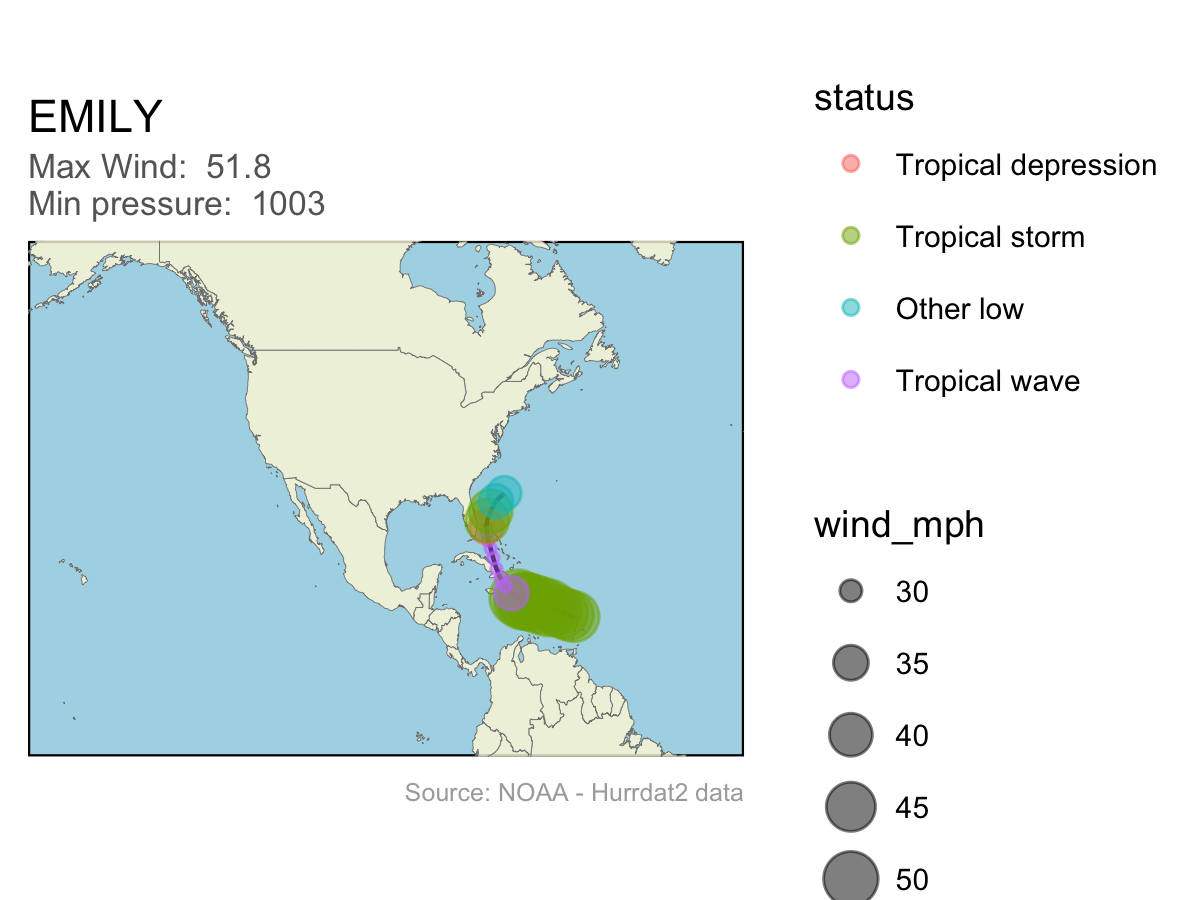 EMILY
Max Wind:  51.8
Min pressure:  1003
Source: NOAA - Hurrdat2 data
status
Tropical depression
Tropical storm
Other low
Tropical wave
wind_mph
30
35
40
45
50